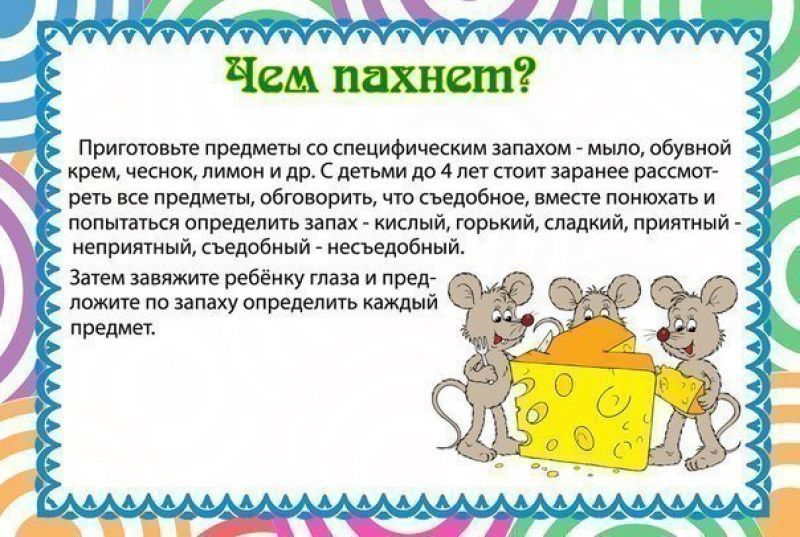 Чем пахнет?
Приготовьте предметы со специфическим запахом - мыло, обувной
крем, чеснок, лимон и др. С детьми до 4 лет стоит заранее рассмот-
реть все предметы, обговорить, что съедобное, вместе понюхать и
попытаться определить запах - кислый, горький, сладкий, приятный -
неприятный, съедобный - несъедобный.
Затем завяжите ребёнку глаза и пред-
ложите по запаху определить каждый
предмет.